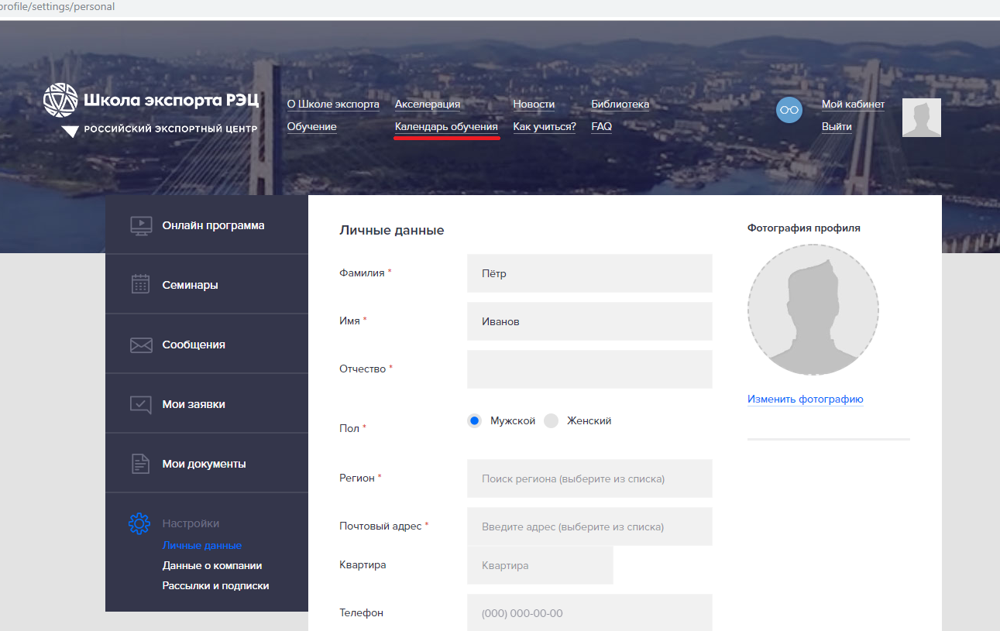 profile/settings/personal
Школа экспорта РЭЦ
РОССИЙСКИЙ ЭКСПОРТНЫЙ ЦЕНТР
О Школе экспорта Акселерация Новости Библиотека
Обучение Календарь обучения Как учиться? FAQ
Мой кабинет
Выйти
Онлайн программа
Семинары
Сообщения
Мои заявки
Мои документы
Настройки
Личные данные
Данные о компании
Рассылки и подписки
Личные данные
Фамилия * Пётр
Имя * Иванов
Отчество *
Пол * Мужской Женский
Регион * Поиск региона (выберите из списка)
Почтовый адрес * Введите адрес (выберите из списка)
Квартира Квартира
Телефон (000) 000-00-00
Фотография профиля
Изменить фотографию